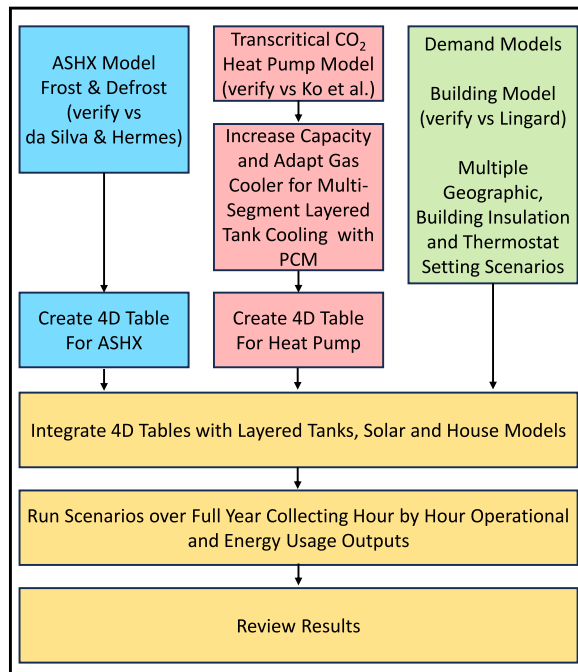 ASHX Model
Frost & Defrost
(verify vs
da Silva & Hermes)
Transcritical CO₂
Heat Pump Model
(verify vs Ko et al.)
Increase Capacity
and Adapt Gas
Cooler for Multi-
Segment Layered
Tank Cooling with
PCM
Demand Models
Building Model
(verify vs Lingard)
Multiple
Geographic,
Building Insulation
and Thermostat
Setting Scenarios
Create 4D Table
For ASHX
Create 4D Table
For Heat Pump
Integrate 4D Tables with Layered Tanks, Solar and House Models
Run Scenarios over Full Year Collecting Hour by Hour Operational
and Energy Usage Outputs
Review Results